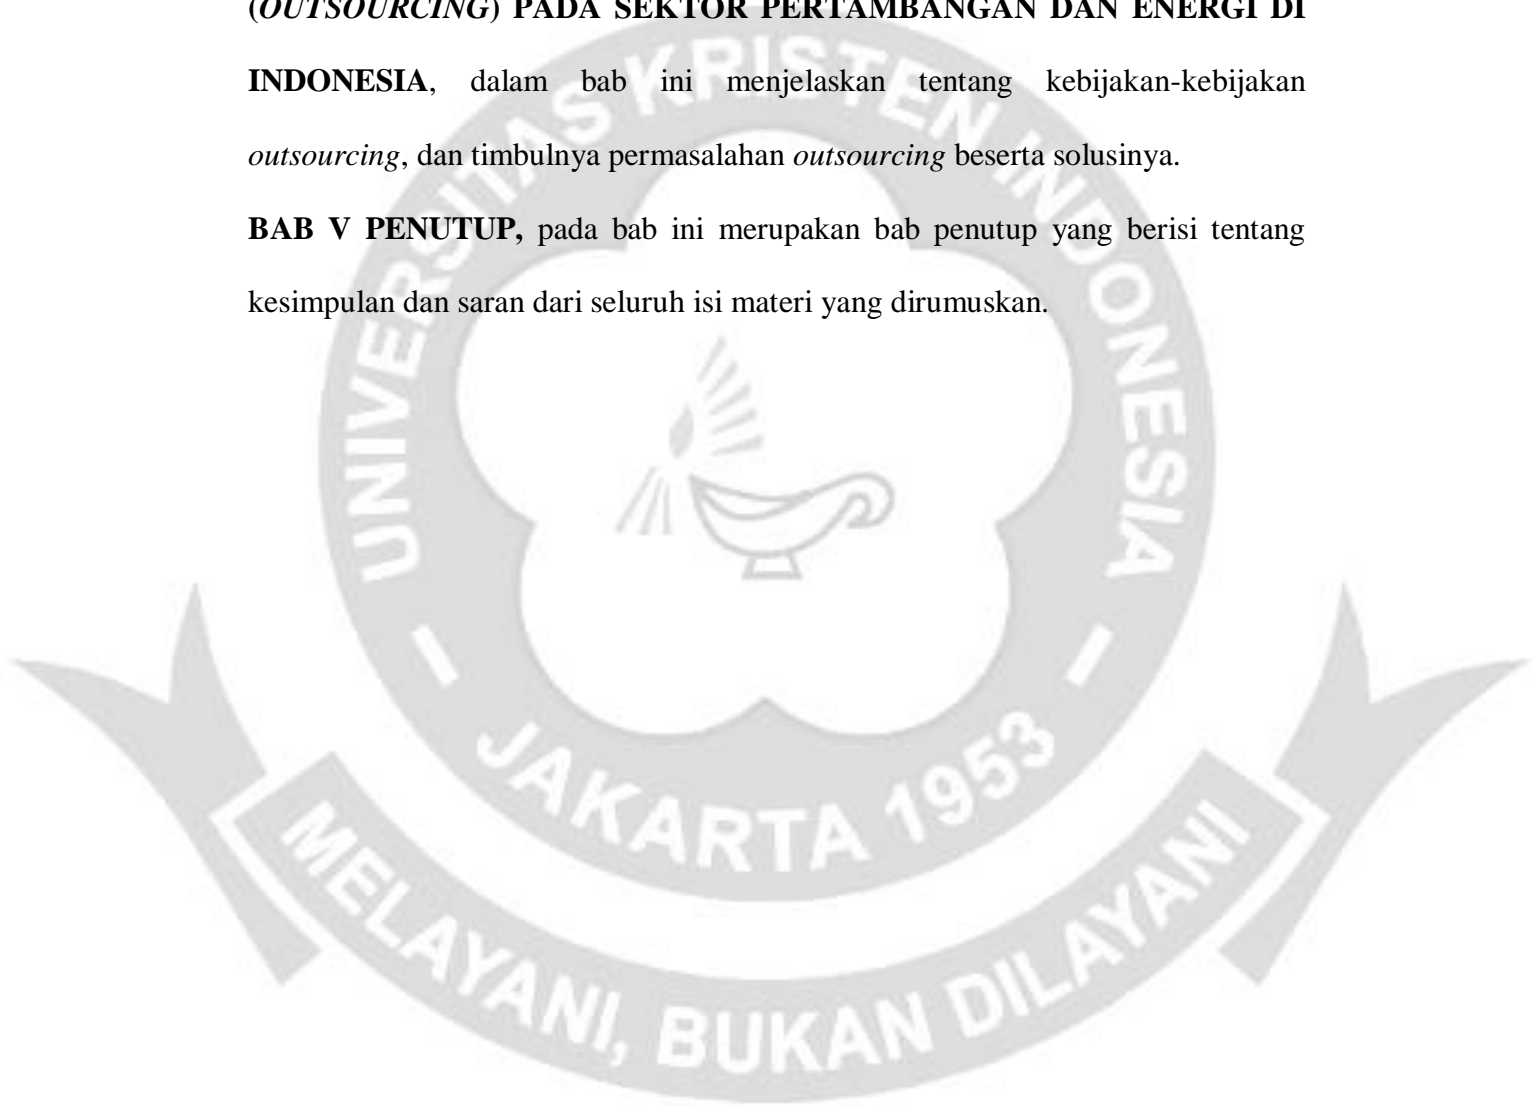 (OUTSOURCING) PADA SEKTOR PERTAMBANGAN DAN ENERGI DI
INDONESIA, dalam bab ini menjelaskan tentang kebijakan-kebijakan
outsourcing, dan timbulnya permasalahan outsourcing beserta solusinya.
BAB V PENUTUP, pada bab ini merupakan bab penutup yang berisi tentang
kesimpulan dan saran dari seluruh isi materi yang dirumuskan.
UNIVERSITAS KRISTEN INDONESIA
- JAKARTA 1953 -
MELAYANI, BUKAN DILAYANI